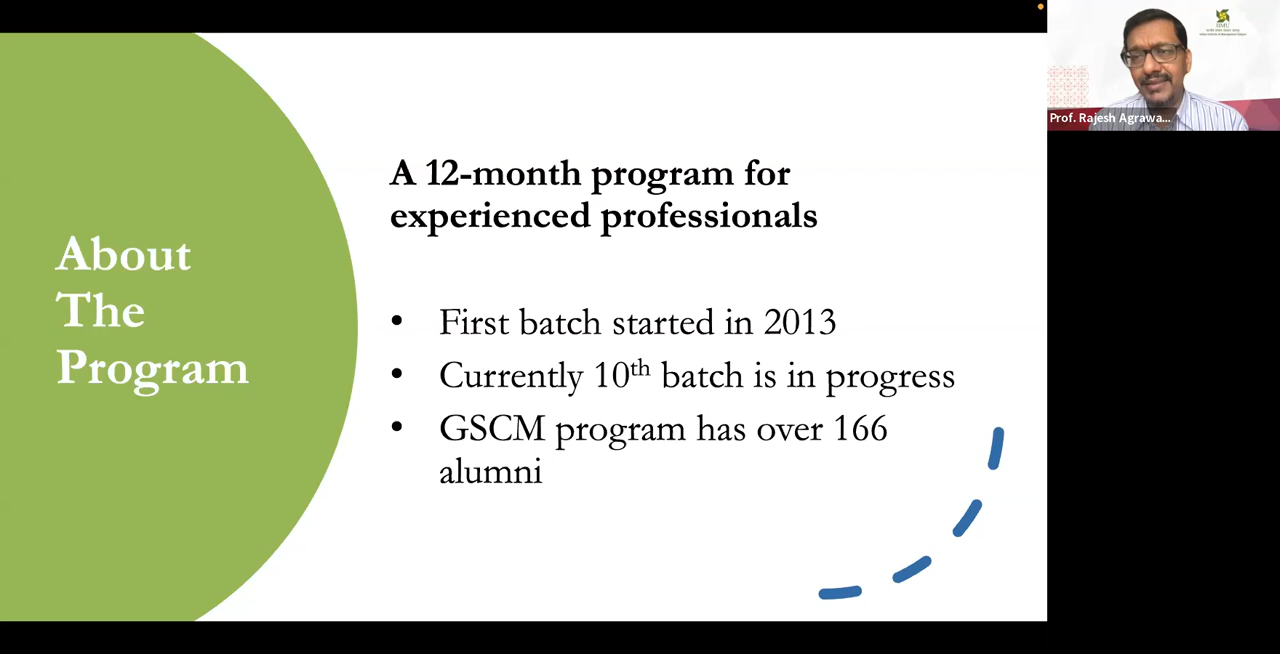 About
The
Program
A 12-month program for
experienced professionals
• First batch started in 2013
• Currently 10th batch is in progress
• GSCM program has over 166
alumni
IIMU
Prof. Rajesh Agrawa...